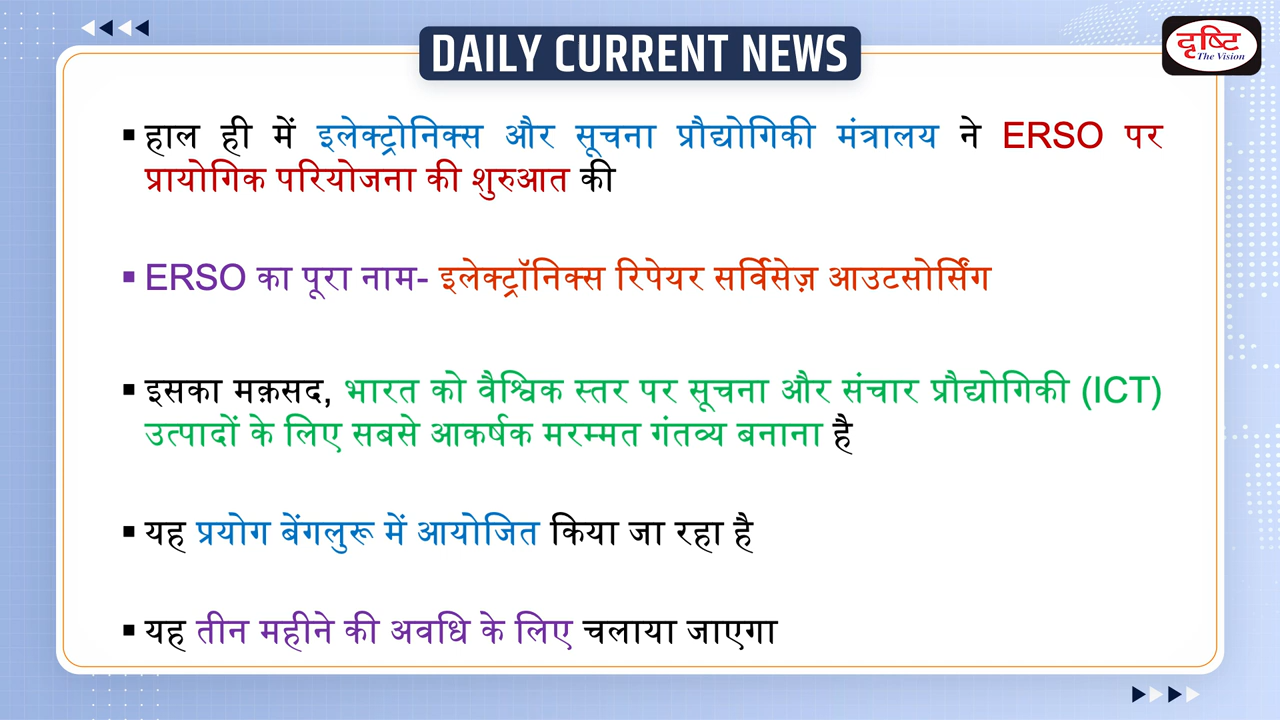 DAILY CURRENT NEWS
दृष्टि
The Vision
▪ हाल ही में इलेक्ट्रोनिक्स और सूचना प्रौद्योगिकी मंत्रालय ने ERSO पर
प्रायोगिक परियोजना की शुरुआत की
▪ ERSO का पूरा नाम- इलेक्ट्रॉनिक्स रिपेयर सर्विसेज़ आउटसोर्सिंग
▪ इसका मक़सद, भारत को वैश्विक स्तर पर सूचना और संचार प्रौद्योगिकी (ICT)
उत्पादों के लिए सबसे आकर्षक मरम्मत गंतव्य बनाना है
▪ यह प्रयोग बेंगलुरू में आयोजित किया जा रहा है
▪ यह तीन महीने की अवधि के लिए चलाया जाएगा